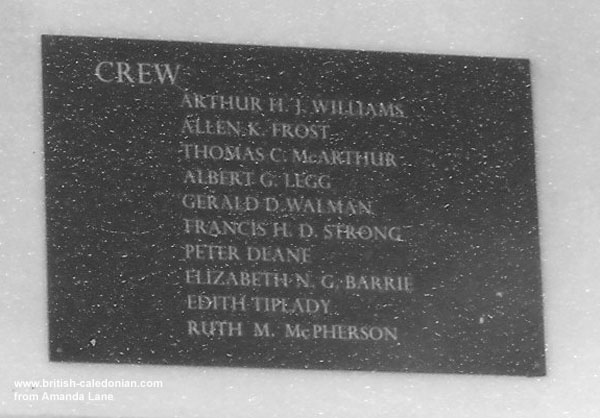 CREW
ARTHUR H. J. WILLIAMS
ALLEN K. FROST
THOMAS C. McARTHUR
ALBERT G. LEGG
GERALD D. WALMAN
FRANCIS H. D. STRONG
PETER DEANE
ELIZABETH N. G. BARRIE
EDITH TIPLADY
RUTH M. McPHERSON
www.british-caledonian.com
from Amanda Lane